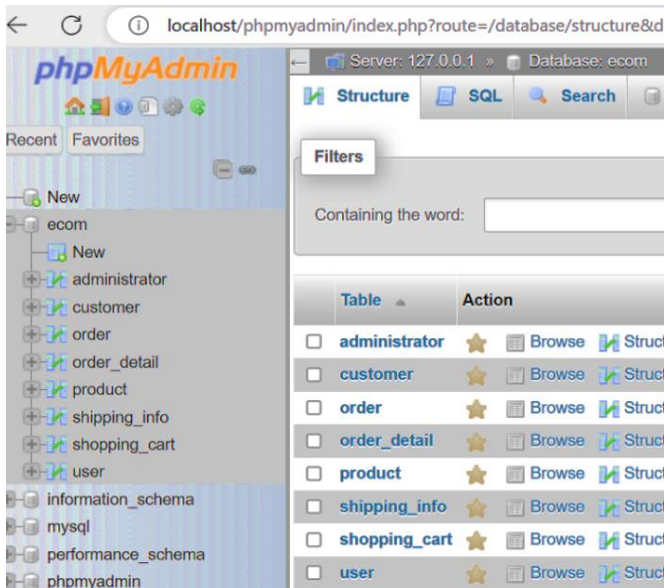 localhost/phpmyadmin/index.php?route=/database/structure&d
phpMyAdmin
Recent Favorites
New
ecom
New
administrator
customer
order
order_detail
product
shipping_info
shopping_cart
user
information_schema
mysql
performance_schema
phpmyadmin
Server: 127.0.0.1 » Database: ecom
Structure SQL Search
Filters
Containing the word:
Table Action
administrator Browse Struct
customer Browse Struct
order Browse Struct
order_detail Browse Struct
product Browse Struct
shipping_info Browse Struct
shopping_cart Browse Struct
user Browse Struct